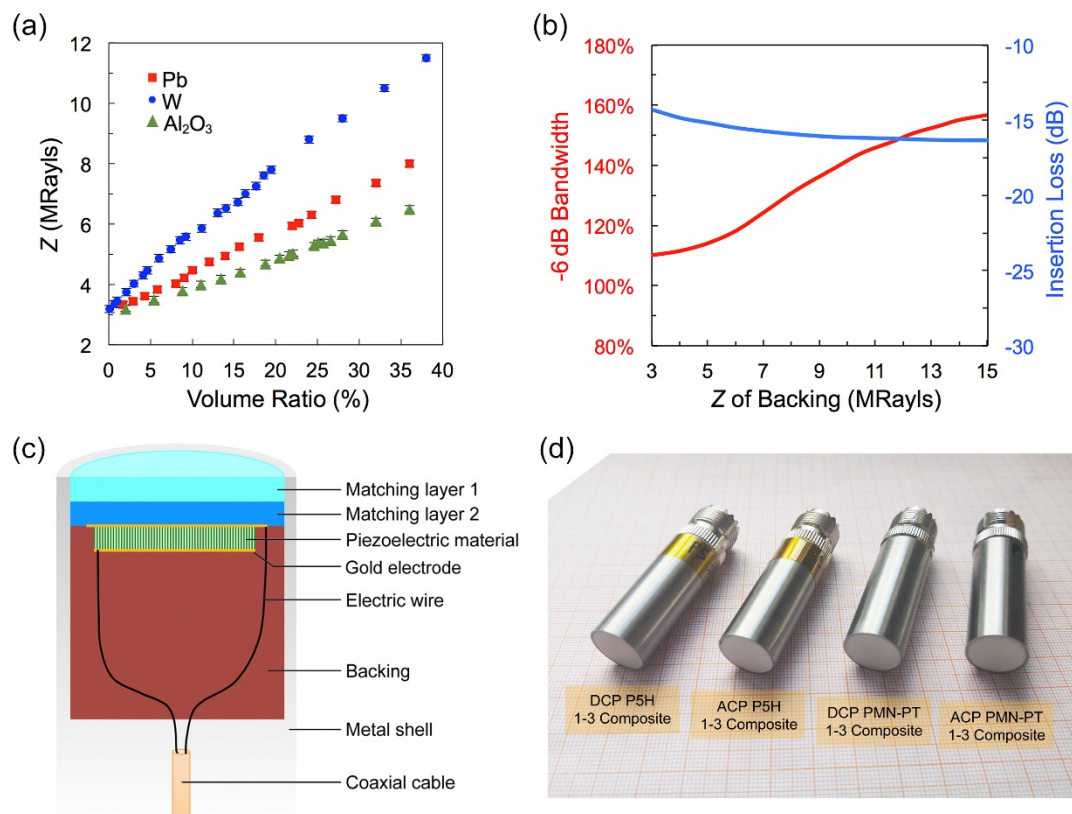 (a)
Z (MRayls)
12
10
8
6
4
2
Pb
W
Al₂O₃
0 5 10 15 20 25 30 35 40
Volume Ratio (%)
(b)
-6 dB Bandwidth
180%
160%
140%
120%
100%
80%
-10
-15
-20
-25
-30
Insertion Loss (dB)
3 5 7 9 11 13 15
Z of Backing (MRayls)
(c)
Matching layer 1
Matching layer 2
Piezoelectric material
Gold electrode
Electric wire
Backing
Metal shell
Coaxial cable
(d)
DCP P5H
1-3 Composite
ACP P5H
1-3 Composite
DCP PMN-PT
1-3 Composite
ACP PMN-PT
1-3 Composite